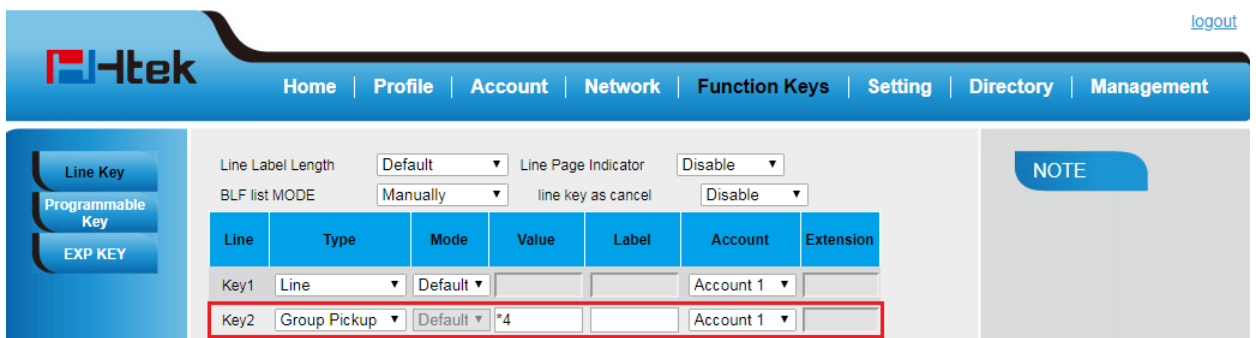 logout
Htek
Home | Profile | Account | Network | Function Keys | Setting | Directory | Management
Line Key
Programmable
Key
EXP KEY
Line Label Length Default Line Page Indicator Disable
BLF list MODE Manually line key as cancel Disable
Line Type Mode Value Label Account Extension
Key1 Line Default Account 1
Key2 Group Pickup Default *4 Account 1
NOTE